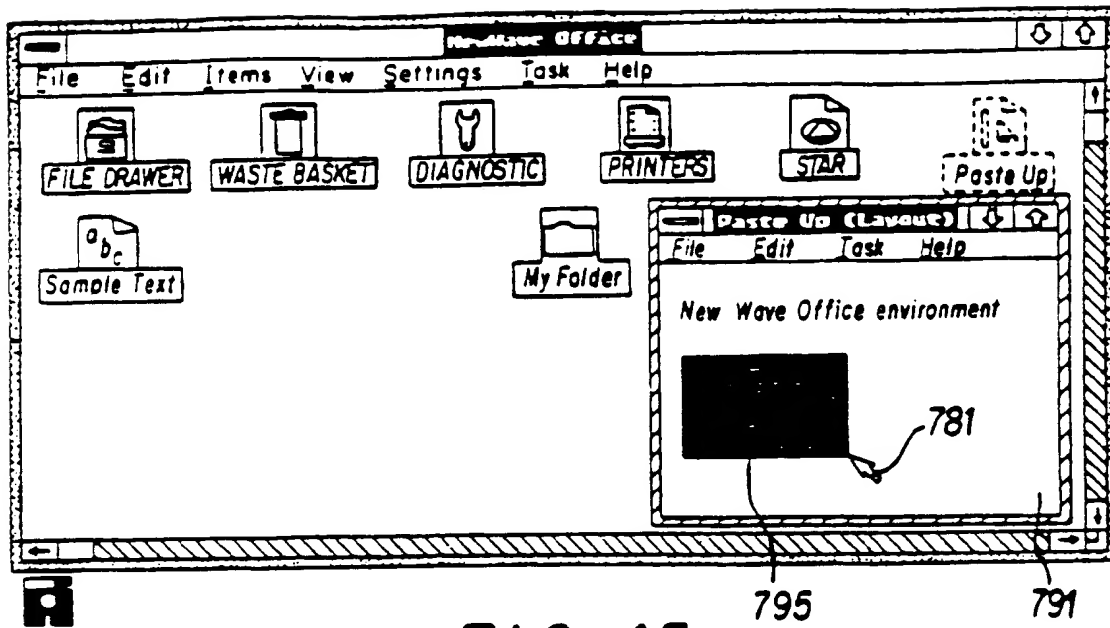 NewWave Office
File Edit Items View Settings Task Help
FILE DRAWER WASTE BASKET DIAGNOSTIC PRINTERS STAR Paste Up
Paste Up (Layout)
File Edit Task Help
abc
Sample Text My Folder
New Wave Office environment
781
795 791